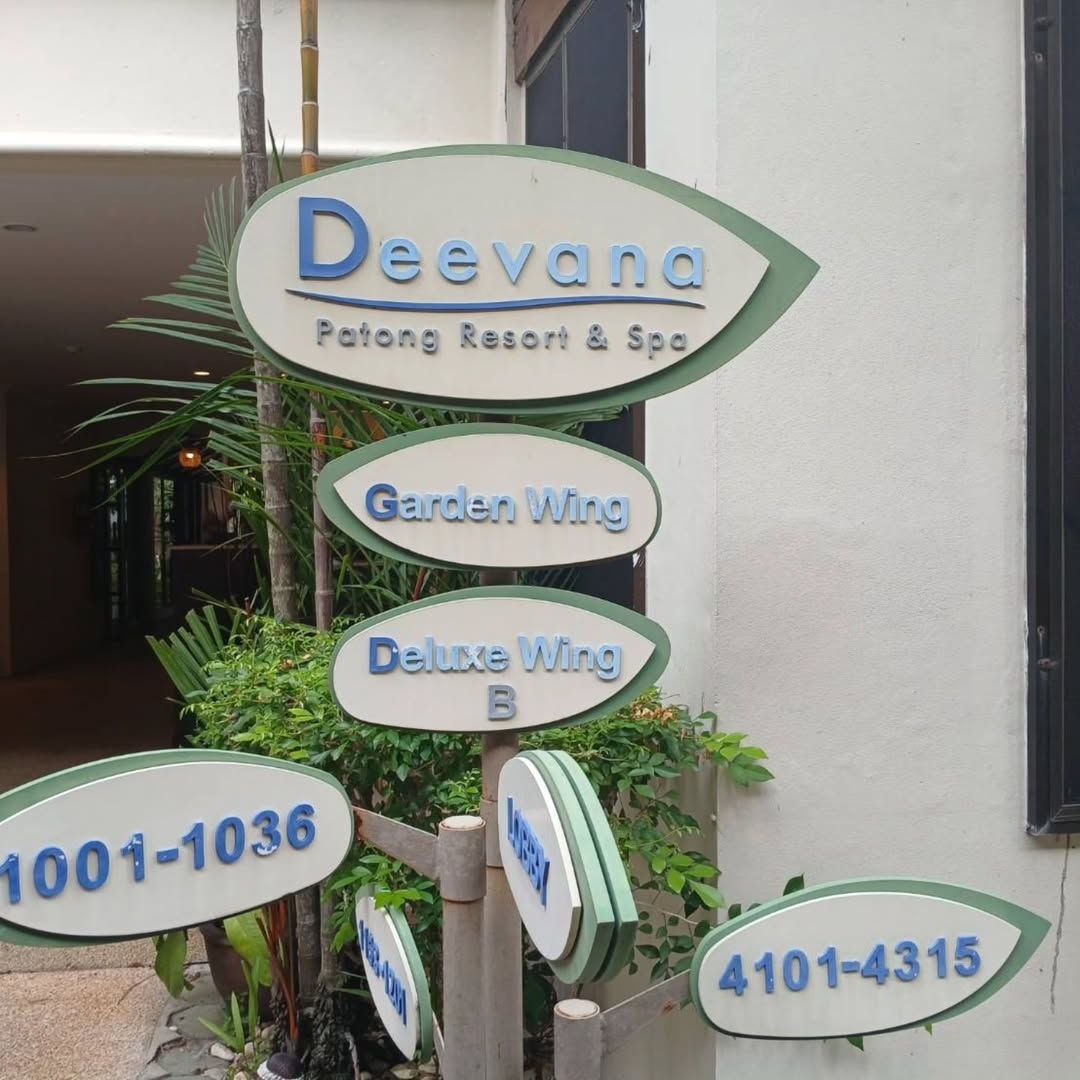 Deevana
Patong Resort & Spa
Garden Wing
Deluxe Wing
B
1001-1036
LOBBY
4101-4315